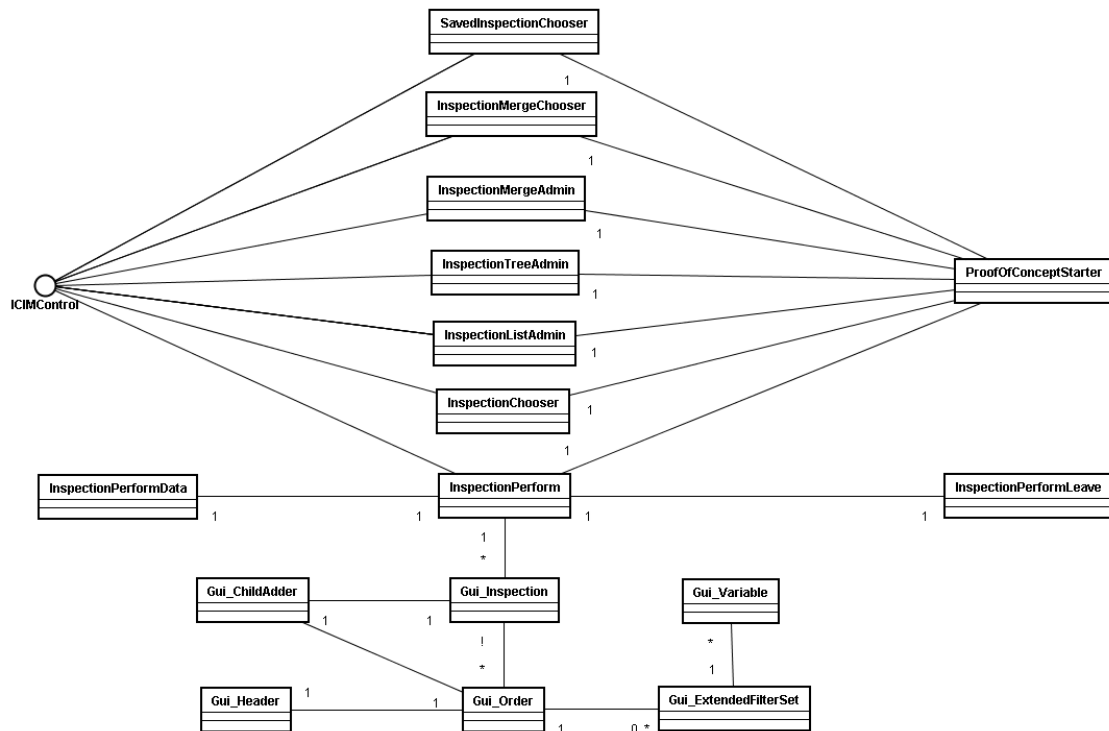 SavedInspectionChooser
1
InspectionMergeChooser
1
InspectionMergeAdmin
1
InspectionTreeAdmin
ProofOfConceptStarter
1
ICIMControl
InspectionListAdmin
1
InspectionChooser
1
1
InspectionPerformData
InspectionPerform
InspectionPerformLeave
1
1
1
1
1
*
Gui_ChildAdder
Gui_Inspection
Gui_Variable
1
1
!
*
*
1
Gui_Header
1
1
Gui_Order
Gui_ExtendedFilterSet
1
0..*